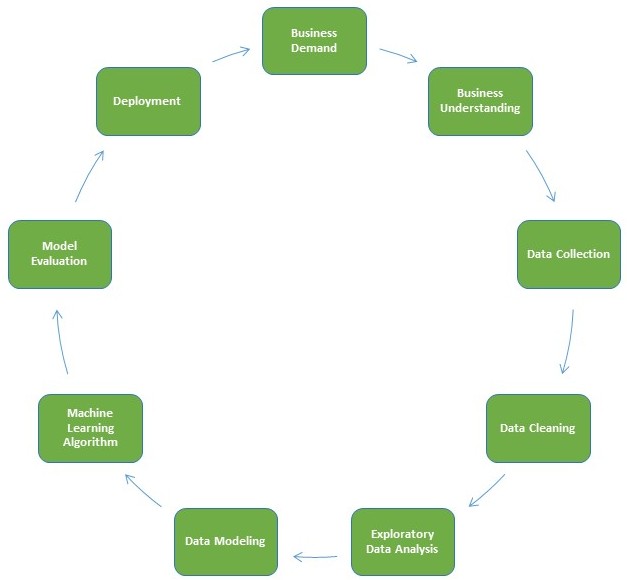 Business
Demand
Business
Understanding
Data Collection
Data Cleaning
Exploratory
Data Analysis
Data Modeling
Machine
Learning
Algorithm
Model
Evaluation
Deployment